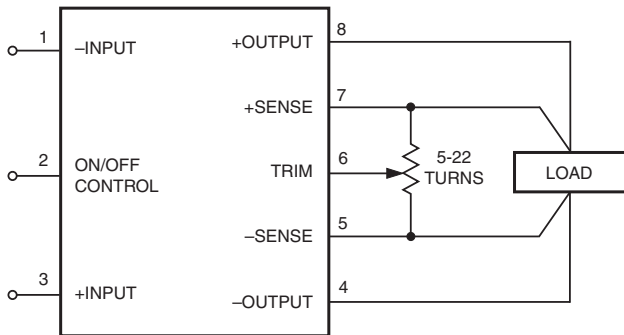 1
–INPUT
+OUTPUT
8
+SENSE
7
2
ON/OFF
CONTROL
TRIM
6
5-22
TURNS
LOAD
–SENSE
5
3
+INPUT
–OUTPUT
4